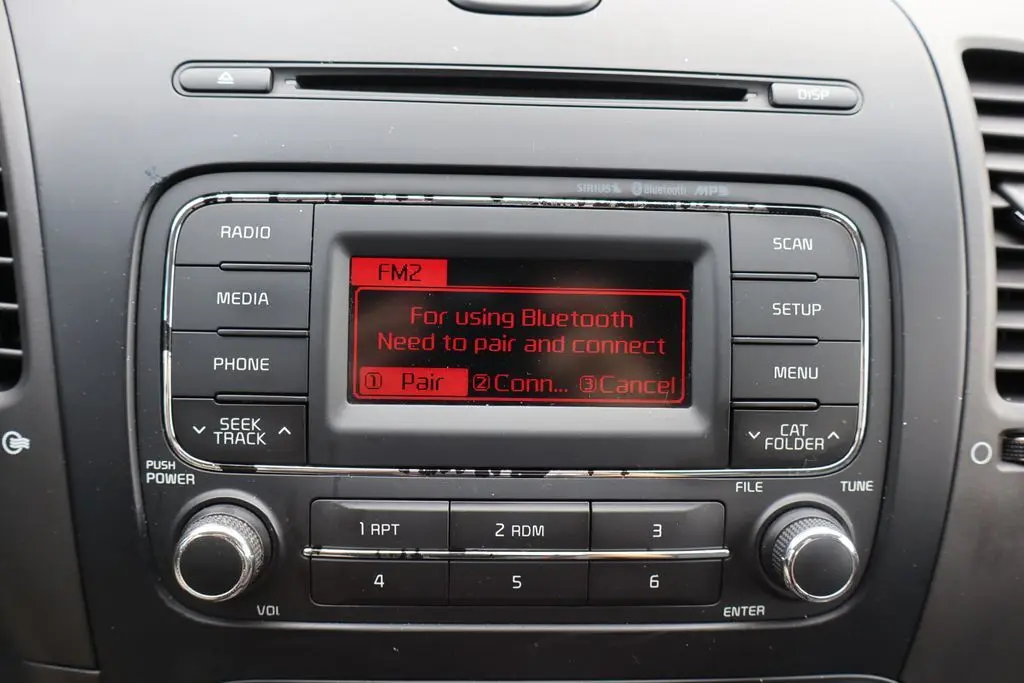 DISP
SIRIUS Bluetooth MP3
RADIO
SCAN
MEDIA
SETUP
PHONE
MENU
SEEK
TRACK
CAT
FOLDER
FM2
For using Bluetooth
Need to pair and connect
① Pair ②Conn... ③Cancel
PUSH
POWER
FILE
TUNE
1 RPT
2 RDM
3
4
5
6
VOL
ENTER